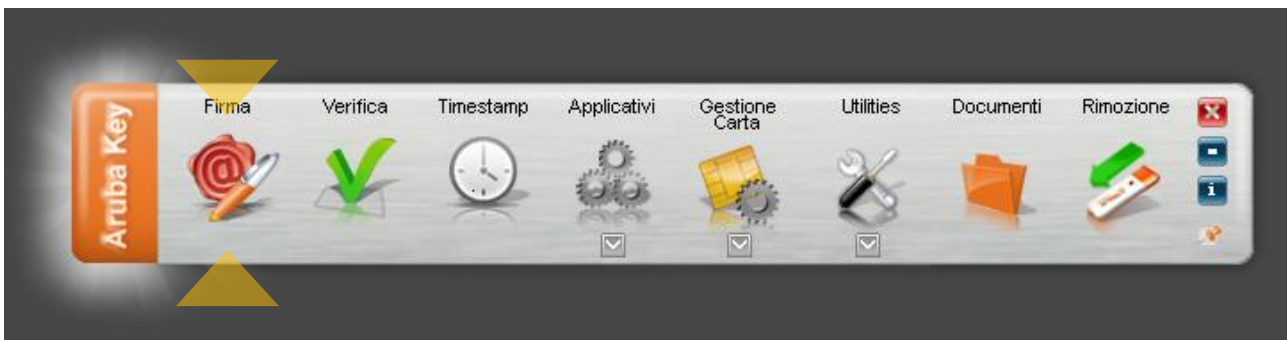 Aruba Key
Firma
Verifica
Timestamp
Applicativi
Gestione
Carta
Utilities
Documenti
Rimozione